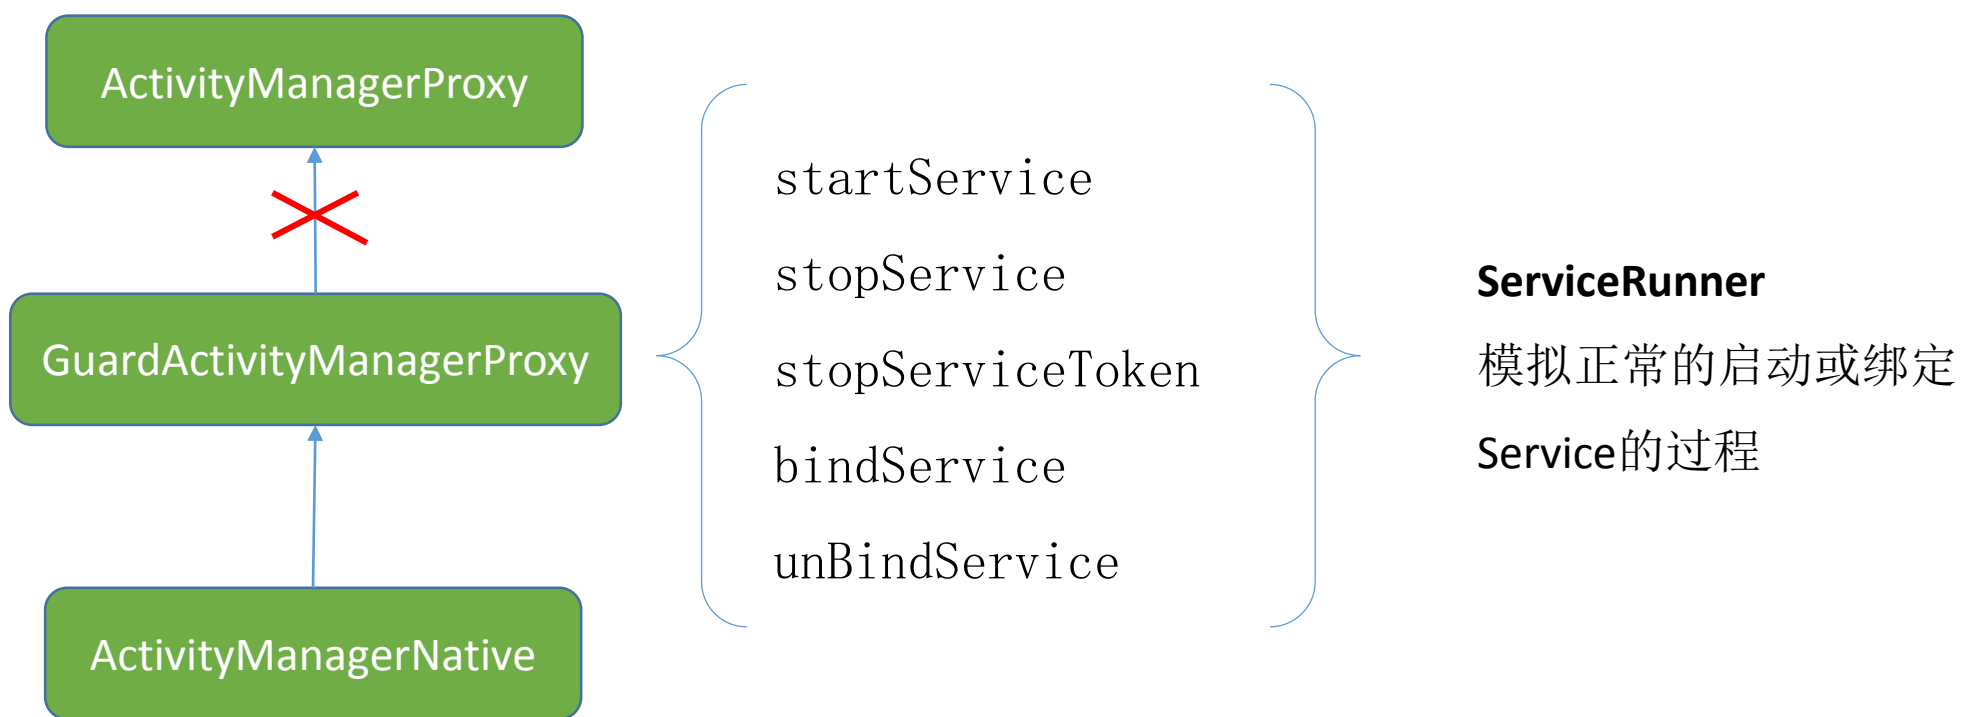 ActivityManagerProxy
GuardActivityManagerProxy
ActivityManagerNative
startService
stopService
stopServiceToken
bindService
unBindService
ServiceRunner
模拟正常的启动或绑定
Service的过程